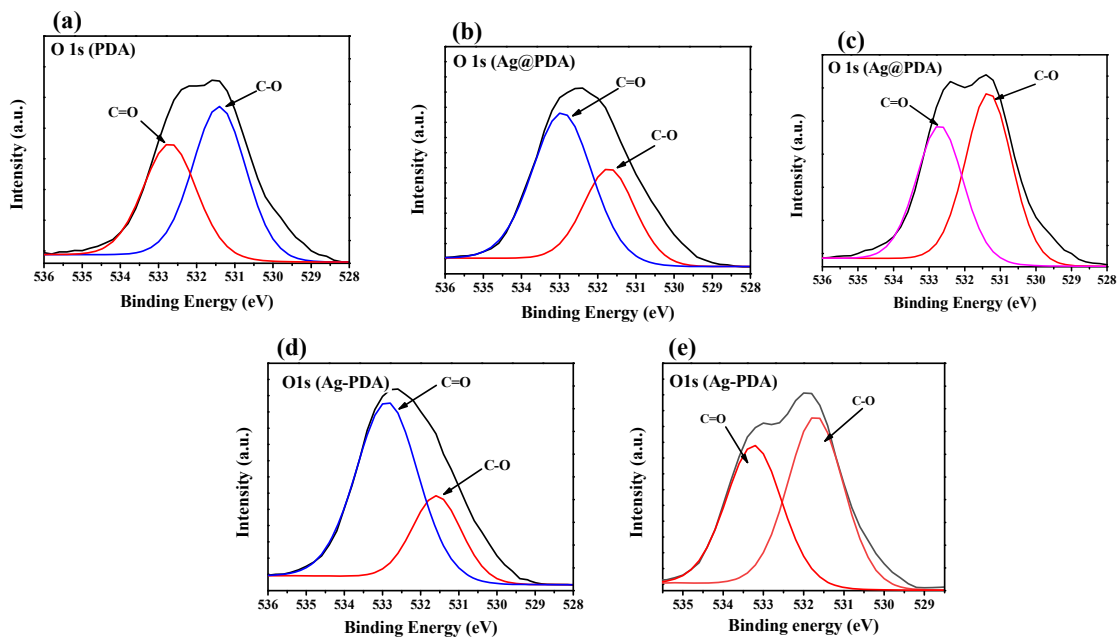 (a)
O 1s (PDA)
C=O
C-O
Intensity (a.u.)
536 535 534 533 532 531 530 529 528
Binding Energy (eV)
(b)
O 1s (Ag@PDA)
C=O
C-O
Intensity (a.u.)
536 535 534 533 532 531 530 529 528
Binding Energy (eV)
(c)
O 1s (Ag@PDA)
C=O
C-O
Intensity (a.u.)
536 535 534 533 532 531 530 529 528
Binding Energy (eV)
(d)
O1s (Ag-PDA)
C=O
C-O
Intensity (a.u.)
536 535 534 533 532 531 530 529 528
Binding Energy (eV)
(e)
O1s (Ag-PDA)
C=O
C-O
Intensity (a.u.)
535 534 533 532 531 530 529
Binding energy (eV)